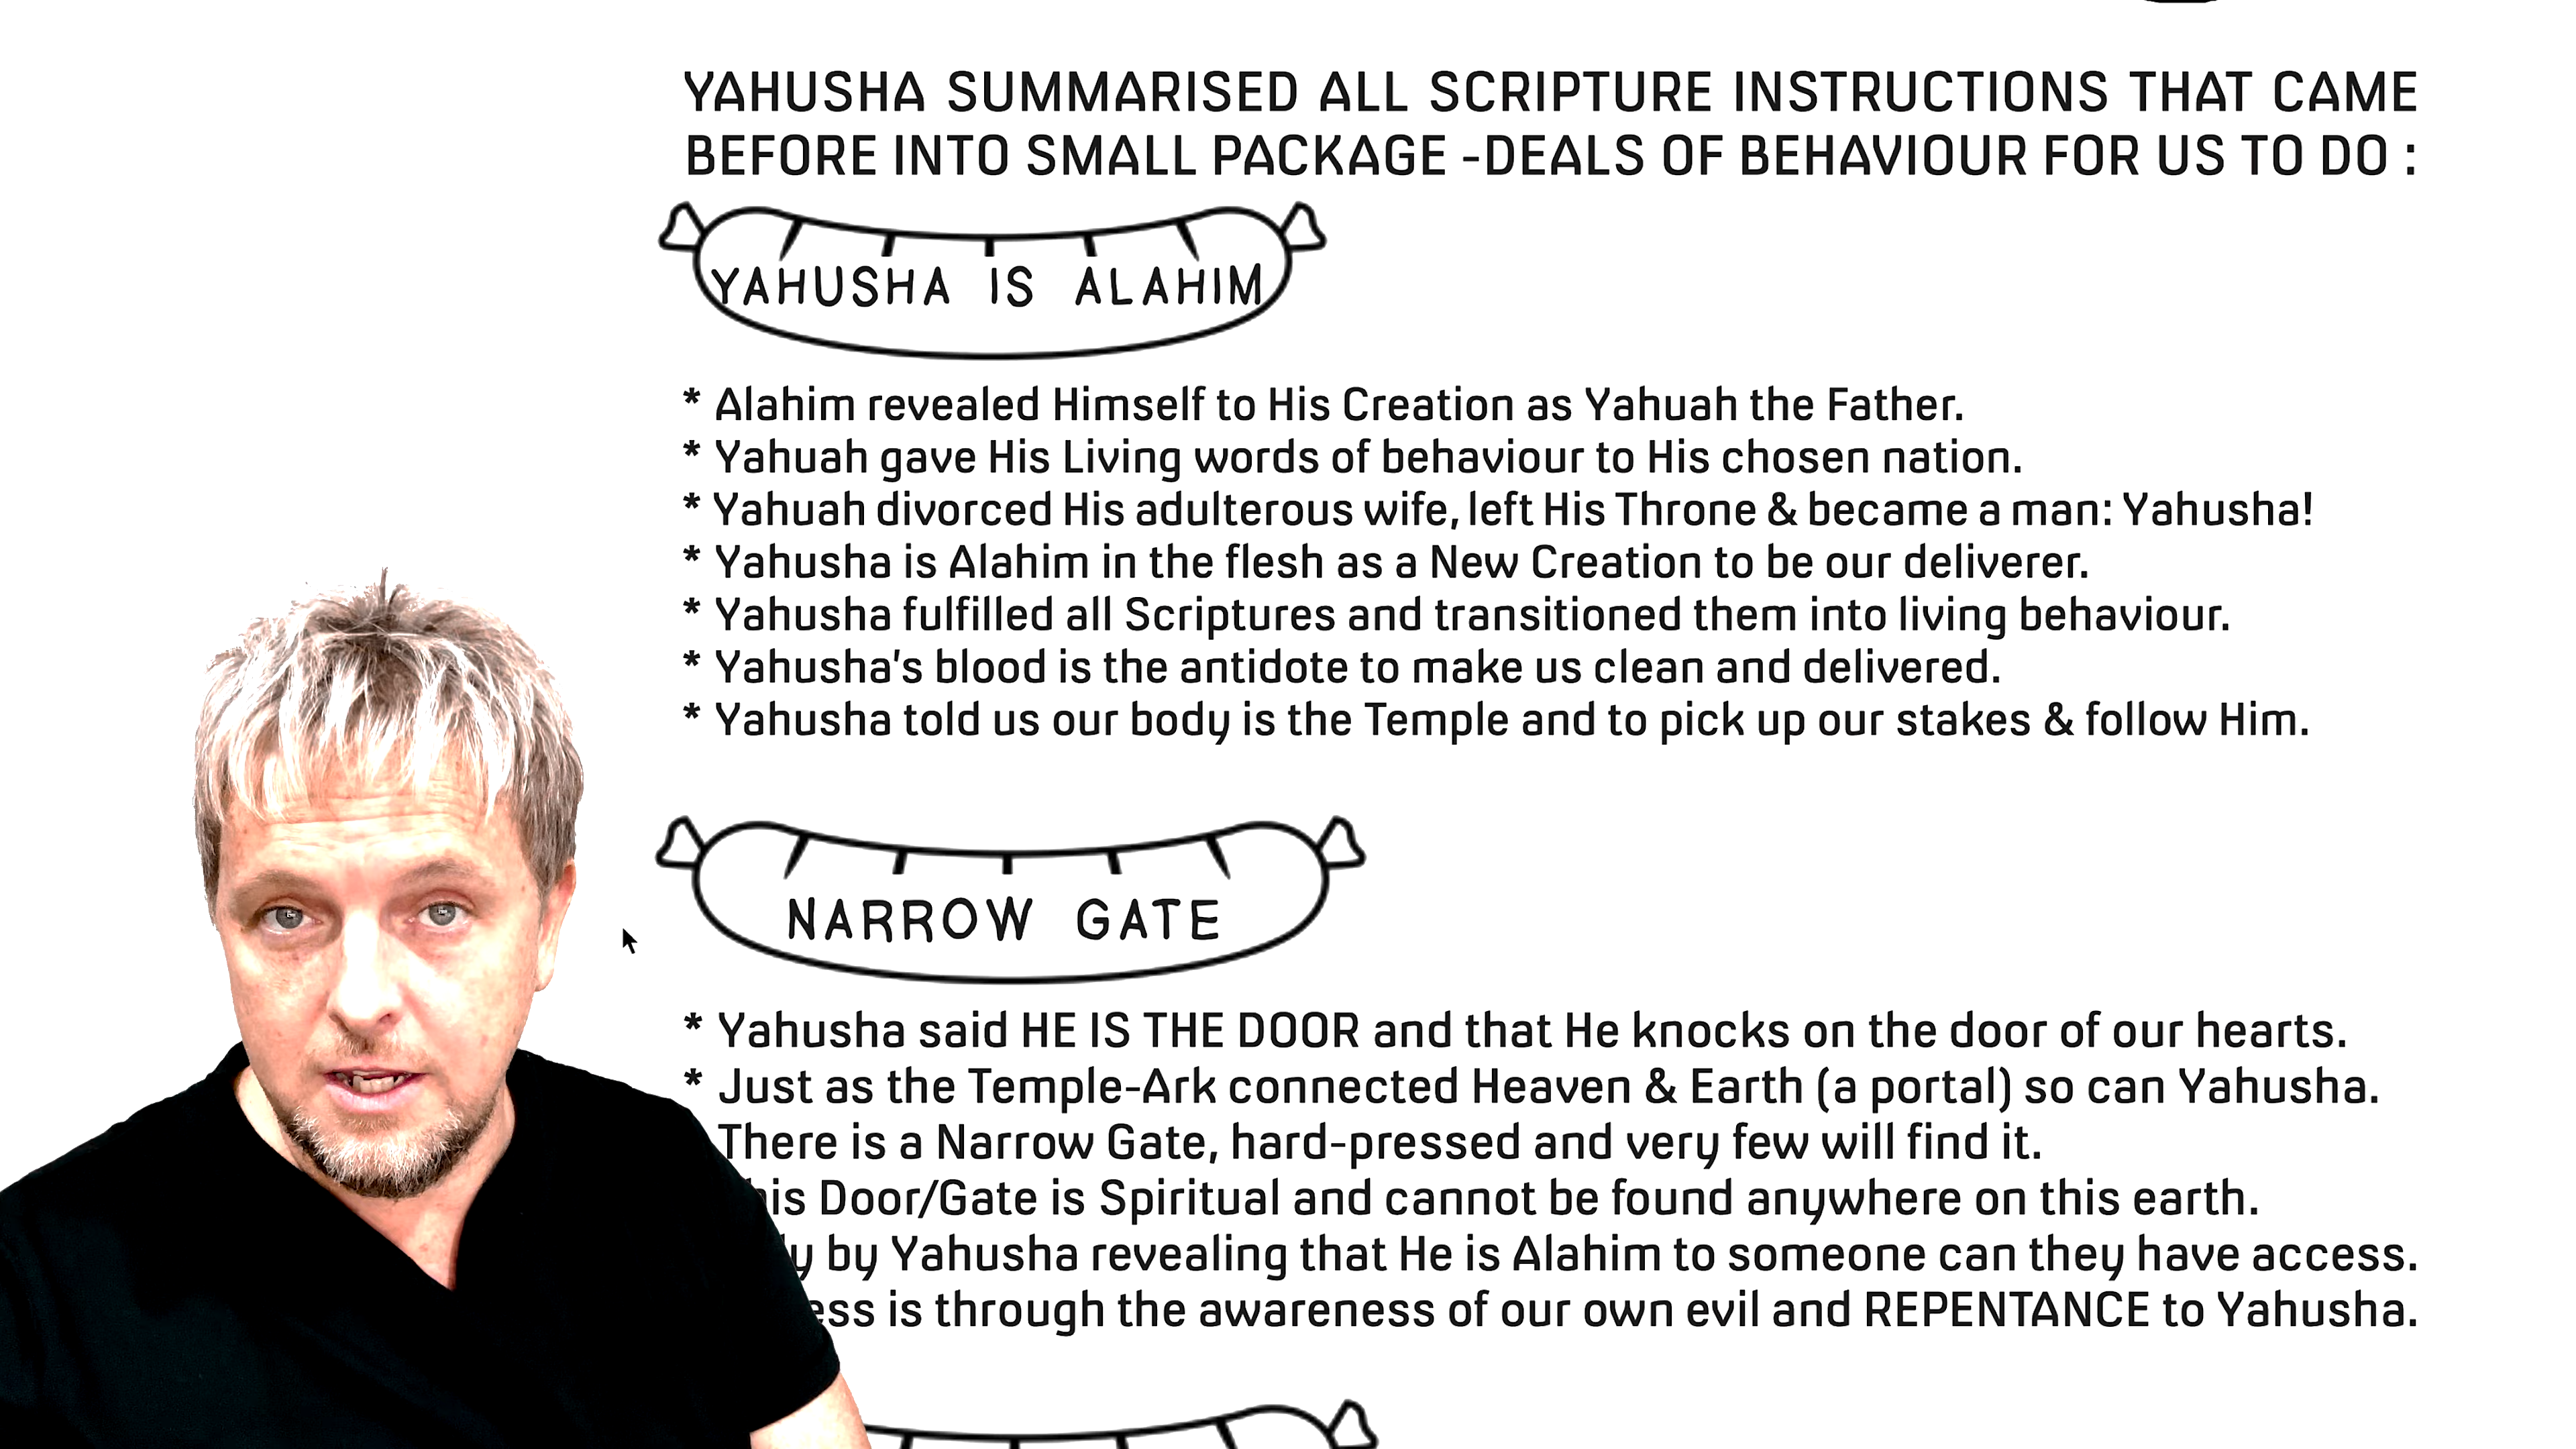 YAHUSHA SUMMARISED ALL SCRIPTURE INSTRUCTIONS THAT CAME
BEFORE INTO SMALL PACKAGE -DEALS OF BEHAVIOUR FOR US TO DO :
YAHUSHA IS ALAHIM
* Alahim revealed Himself to His Creation as Yahuah the Father.
* Yahuah gave His Living words of behaviour to His chosen nation.
* Yahuah divorced His adulterous wife, left His Throne & became a man: Yahusha!
* Yahusha is Alahim in the flesh as a New Creation to be our deliverer.
* Yahusha fulfilled all Scriptures and transitioned them into living behaviour.
* Yahusha's blood is the antidote to make us clean and delivered.
* Yahusha told us our body is the Temple and to pick up our stakes & follow Him.
NARROW GATE
* Yahusha said HE IS THE DOOR and that He knocks on the door of our hearts.
* Just as the Temple-Ark connected Heaven & Earth (a portal) so can Yahusha.
There is a Narrow Gate, hard-pressed and very few will find it.
Door/Gate is Spiritual and cannot be found anywhere on this earth.
by Yahusha revealing that He is Alahim to someone can they have access.
is through the awareness of our own evil and REPENTANCE to Yahusha.